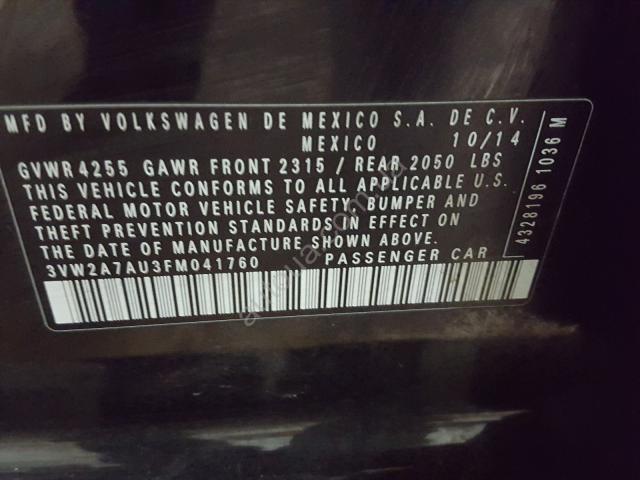 MFD BY VOLKSWAGEN DE MEXICO S.A. DE C.V.
MEXICO 10/14
GVWR 4255 GAWR FRONT 2315 / REAR 2050 LBS
THIS VEHICLE CONFORMS TO ALL APPLICABLE U.S.
FEDERAL MOTOR VEHICLE SAFETY, BUMPER AND
THEFT PREVENTION STANDARDS IN EFFECT ON
THE DATE OF MANUFACTURE SHOWN ABOVE.
3VW2A7AU3FM041760 PASSENGER CAR
4328196 1036 M